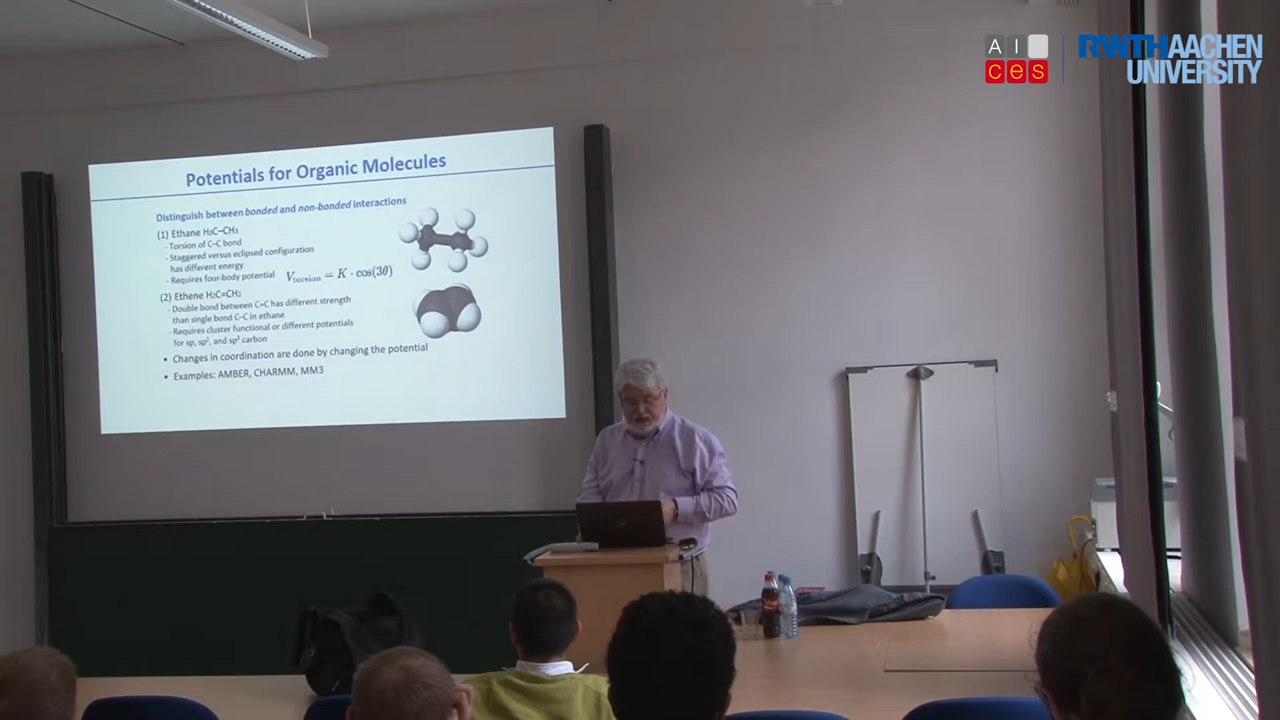 AI
ces
RWTHAACHEN
UNIVERSITY
Potentials for Organic Molecules
Distinguish between bonded and non-bonded interactions
(1) Ethane H₃C−CH₃
- Torsion of C−C bond
- Staggered versus eclipsed configuration
has different energy
- Requires four-body potential V_torsion = K · cos(3θ)
(2) Ethene H₂C=CH₂
- Double bond between C=C has different strength
than single bond C−C in ethane
- Requires cluster functional or different potentials
for sp, sp², and sp³ carbon
• Changes in coordination are done by changing the potential
• Examples: AMBER, CHARMM, MM3